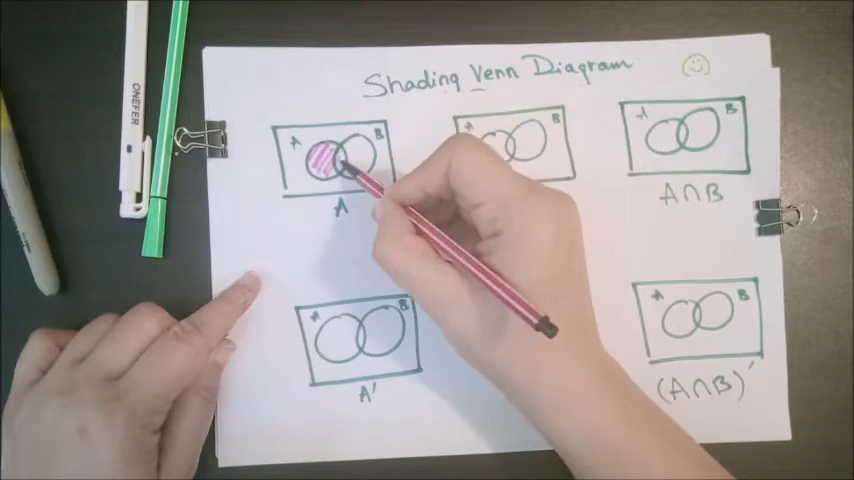 ONEFER
Shading Venn Diagram
A B
A B
A B
A
A∩B
A B
A B
A'
(A∩B)'